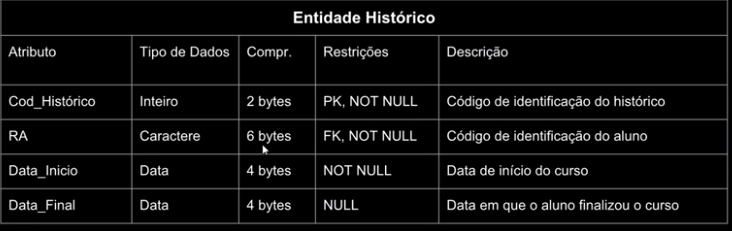 Entidade Histórico
Atributo Tipo de Dados Compr. Restrições Descrição
Cod_Histórico Inteiro 2 bytes PK, NOT NULL Código de identificação do histórico
RA Caractere 6 bytes FK, NOT NULL Código de identificação do aluno
Data_Inicio Data 4 bytes NOT NULL Data de início do curso
Data_Final Data 4 bytes NULL Data em que o aluno finalizou o curso